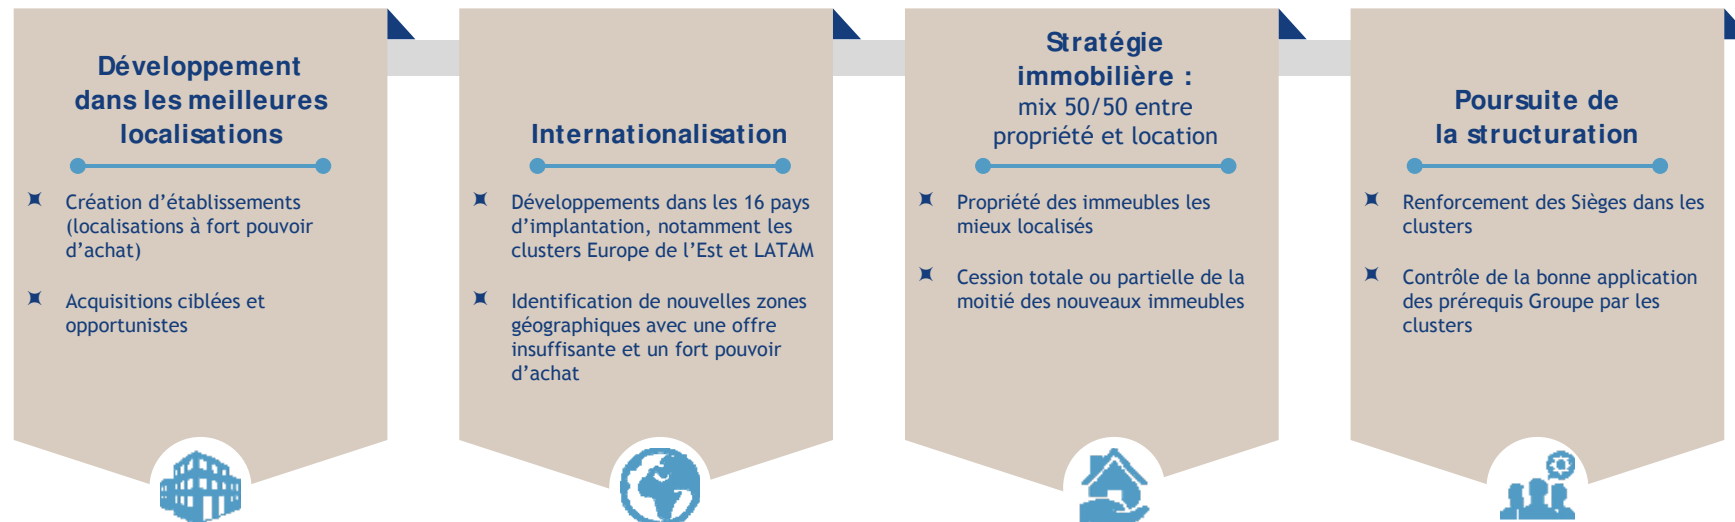 Développement
dans les meilleures
localisations
Création d’établissements
(localisations à fort pouvoir
d’achat)
Acquisitions ciblées et
opportunistes
Internationalisation
Développements dans les 16 pays
d’implantation, notamment les
clusters Europe de l’Est et LATAM
Identification de nouvelles zones
géographiques avec une offre
insuffisante et un fort pouvoir
d’achat
Stratégie
immobilière :
mix 50/50 entre
propriété et location
Propriété des immeubles les
mieux localisés
Cession totale ou partielle de la
moitié des nouveaux immeubles
Poursuite de
la structuration
Renforcement des Sièges dans les
clusters
Contrôle de la bonne application
des prérequis Groupe par les
clusters